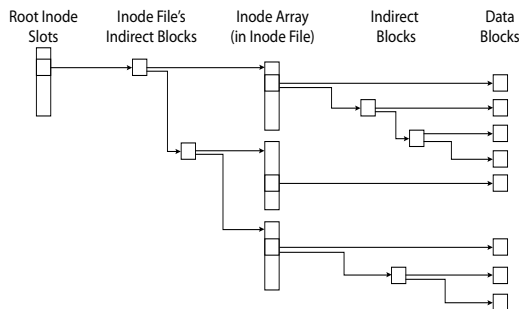 Root Inode Slots
Inode File's Indirect Blocks
Inode Array (in Inode File)
Indirect Blocks
Data Blocks